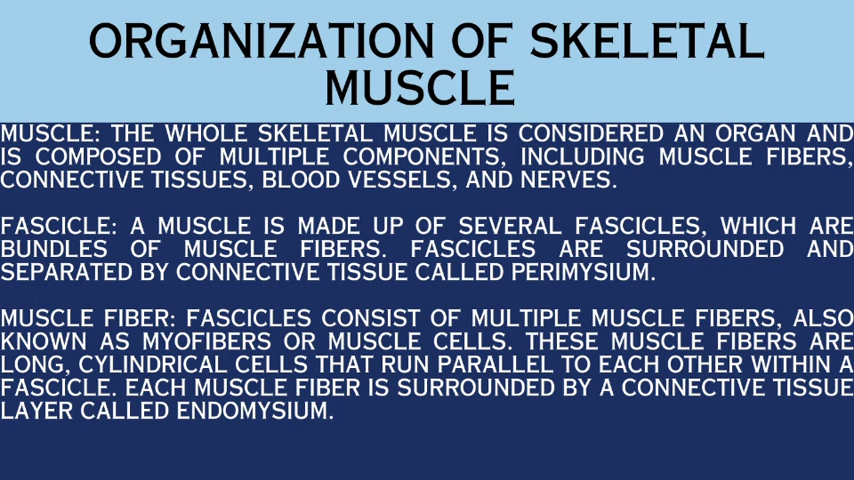 ORGANIZATION OF SKELETAL
MUSCLE
MUSCLE: THE WHOLE SKELETAL MUSCLE IS CONSIDERED AN ORGAN AND
IS COMPOSED OF MULTIPLE COMPONENTS, INCLUDING MUSCLE FIBERS,
CONNECTIVE TISSUES, BLOOD VESSELS, AND NERVES.
FASCICLE: A MUSCLE IS MADE UP OF SEVERAL FASCICLES, WHICH ARE
BUNDLES OF MUSCLE FIBERS. FASCICLES ARE SURROUNDED AND
SEPARATED BY CONNECTIVE TISSUE CALLED PERIMYSIUM.
MUSCLE FIBER: FASCICLES CONSIST OF MULTIPLE MUSCLE FIBERS, ALSO
KNOWN AS MYOFIBERS OR MUSCLE CELLS. THESE MUSCLE FIBERS ARE
LONG, CYLINDRICAL CELLS THAT RUN PARALLEL TO EACH OTHER WITHIN A
FASCICLE. EACH MUSCLE FIBER IS SURROUNDED BY A CONNECTIVE TISSUE
LAYER CALLED ENDOMYSIUM.